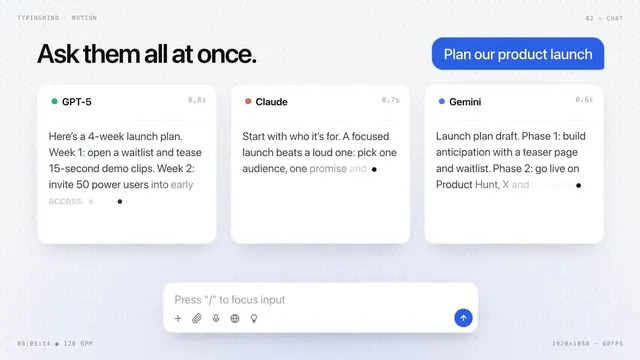 TYPINGMIND · MOTION
02 — CHAT
Ask them all at once.
Plan our product launch
GPT-5
0.8s
Here's a 4-week launch plan.
Week 1: open a waitlist and tease
15-second demo clips. Week 2:
invite 50 power users into early
access.
Claude
0.7s
Start with who it's for. A focused
launch beats a loud one: pick one
audience, one promise and
Gemini
0.6s
Launch plan draft. Phase 1: build
anticipation with a teaser page
and waitlist. Phase 2: go live on
Product Hunt, X and
Press "/" to focus input
00:03:14 ● 120 BPM
1920×1080 · 60FPS